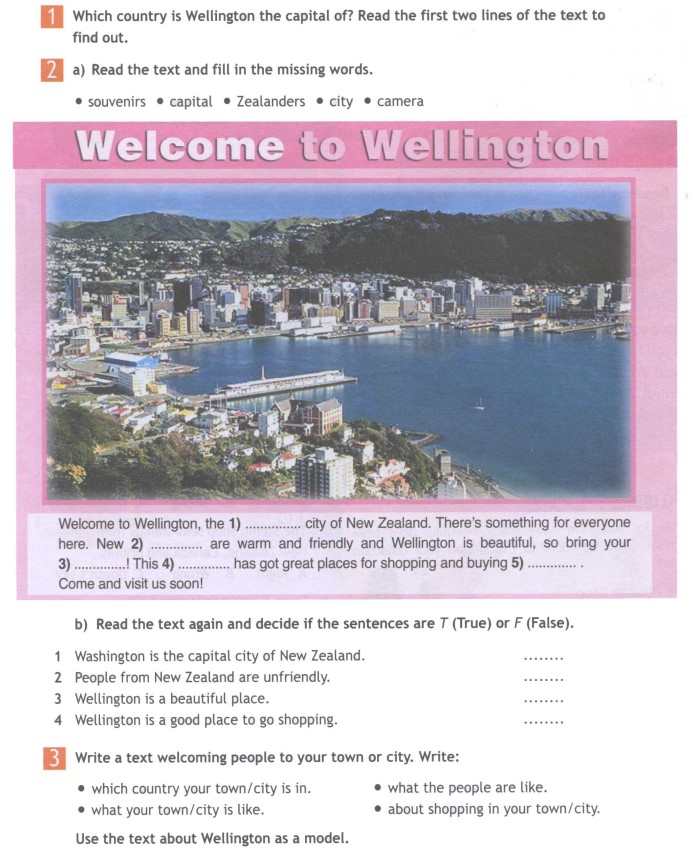 1 Which country is Wellington the capital of? Read the first two lines of the text to
find out.
2 a) Read the text and fill in the missing words.
• souvenirs • capital • Zealanders • city • camera
Welcome to Wellington
Welcome to Wellington, the 1) ............... city of New Zealand. There's something for everyone
here. New 2) .............. are warm and friendly and Wellington is beautiful, so bring your
3) ..............! This 4) .............. has got great places for shopping and buying 5) ............. .
Come and visit us soon!
b) Read the text again and decide if the sentences are T (True) or F (False).
1 Washington is the capital city of New Zealand. ........
2 People from New Zealand are unfriendly. ........
3 Wellington is a beautiful place. ........
4 Wellington is a good place to go shopping. ........
3 Write a text welcoming people to your town or city. Write:
• which country your town/city is in.
• what your town/city is like.
• what the people are like.
• about shopping in your town/city.
Use the text about Wellington as a model.